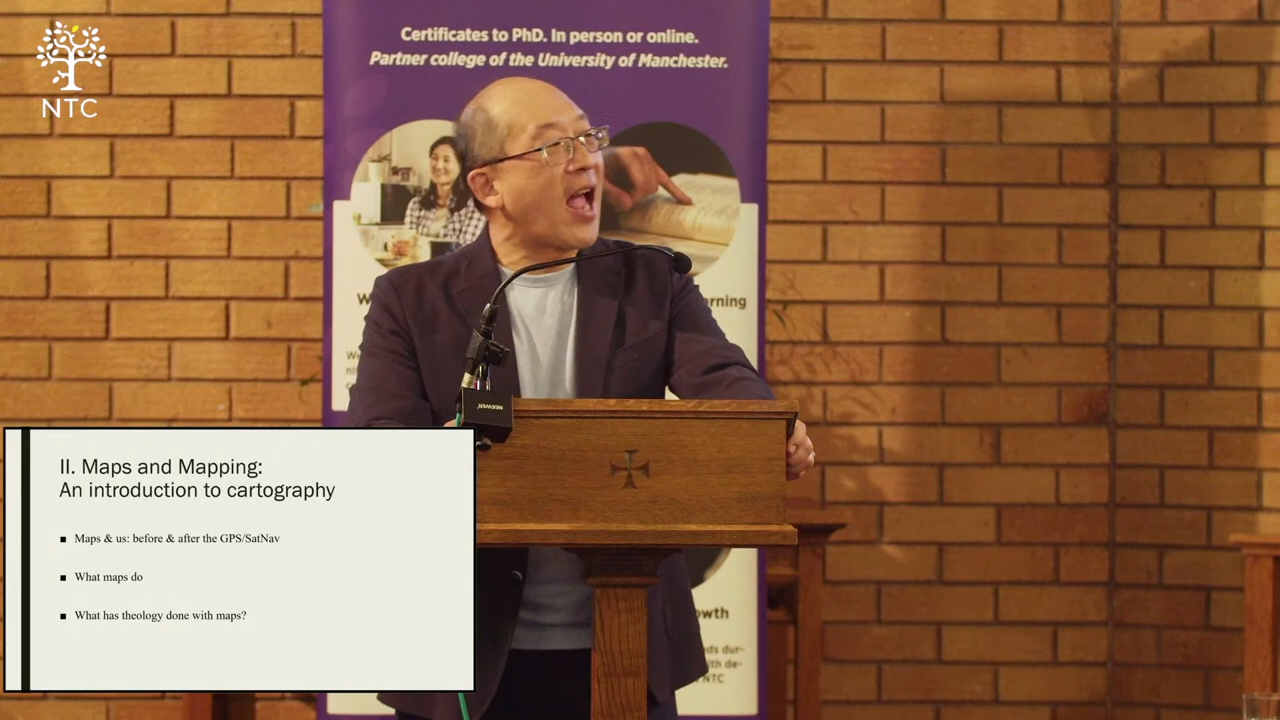 NTC
Certificates to PhD. In person or online.
Partner college of the University of Manchester.
NEEWER
II. Maps and Mapping:
An introduction to cartography
■ Maps & us: before & after the GPS/SatNav
■ What maps do
■ What has theology done with maps?
NTC